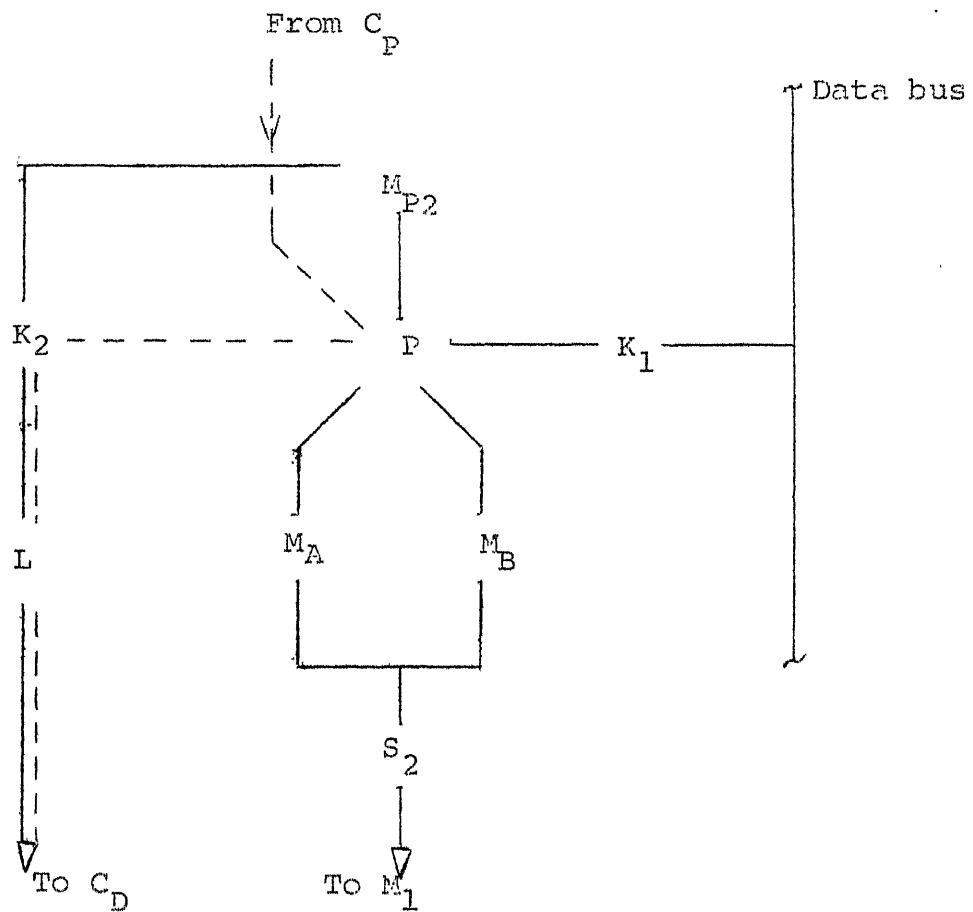 From C_P
Data bus
M_P2
K_2
P
K_1
M_A
M_B
L
S_2
To C_D
To M_1